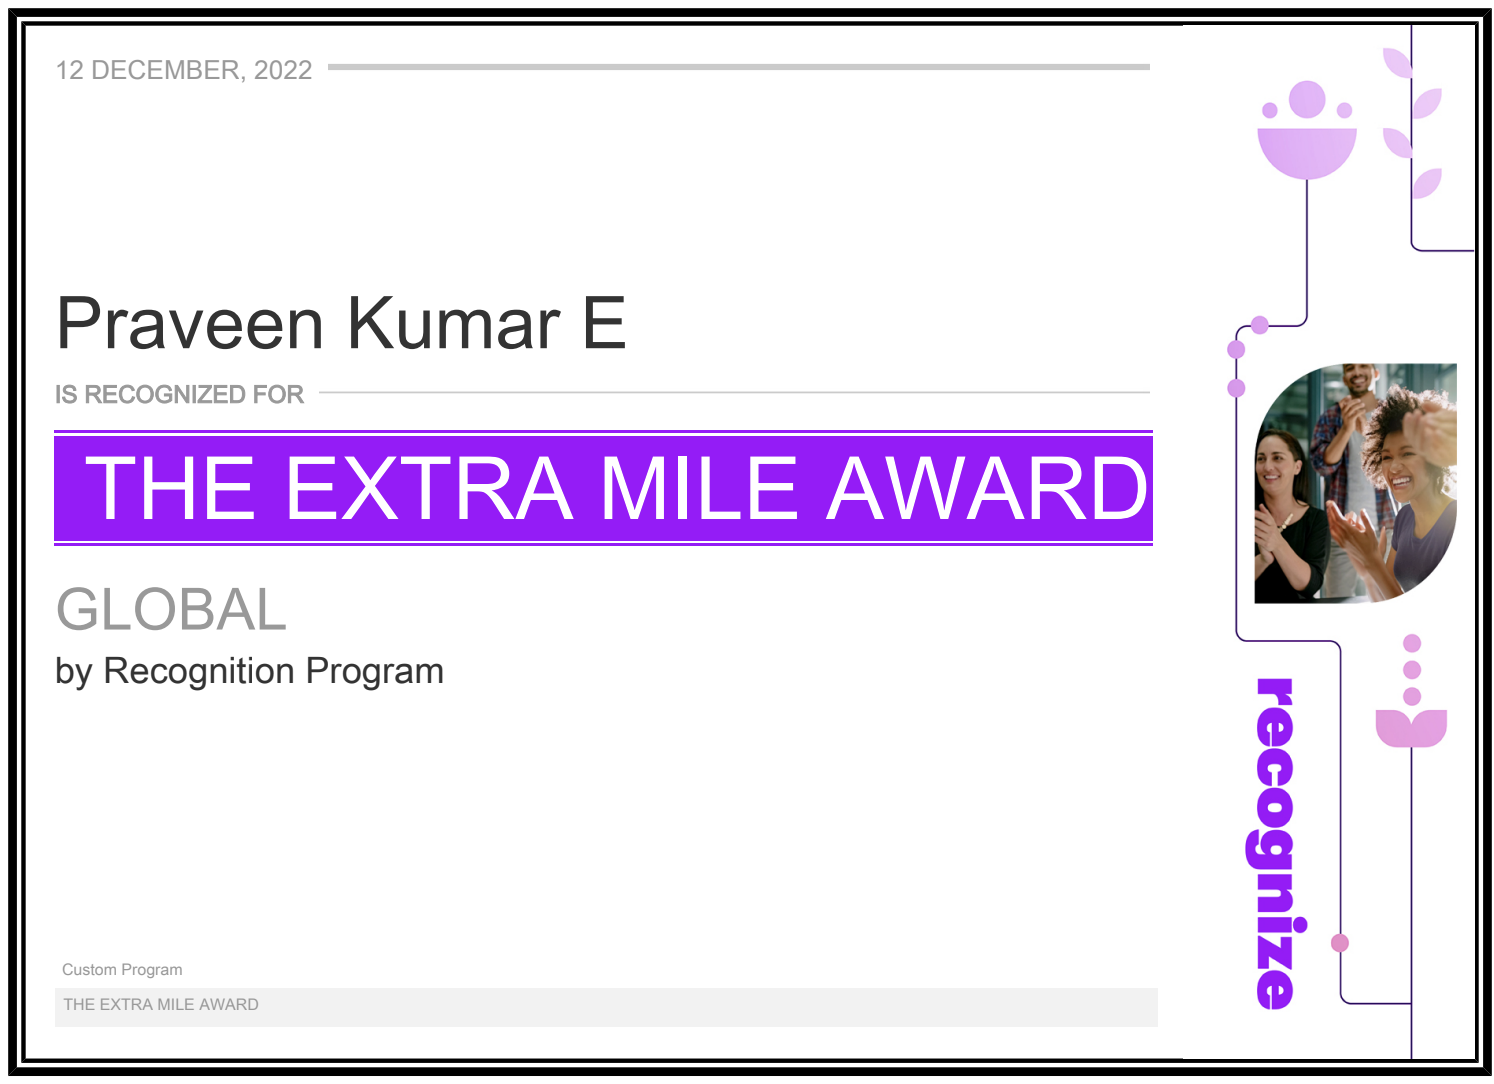 12 DECEMBER, 2022
Praveen Kumar E
IS RECOGNIZED FOR
THE EXTRA MILE AWARD
GLOBAL
by Recognition Program
recognize
Custom Program
THE EXTRA MILE AWARD